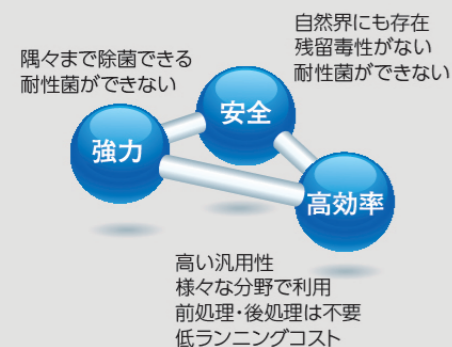 自然界にも存在
残留毒性がない
耐性菌ができない
隅々まで除菌できる
耐性菌ができない
安全
強力
高効率
高い汎用性
様々な分野で利用
前処理・後処理は不要
低ランニングコスト